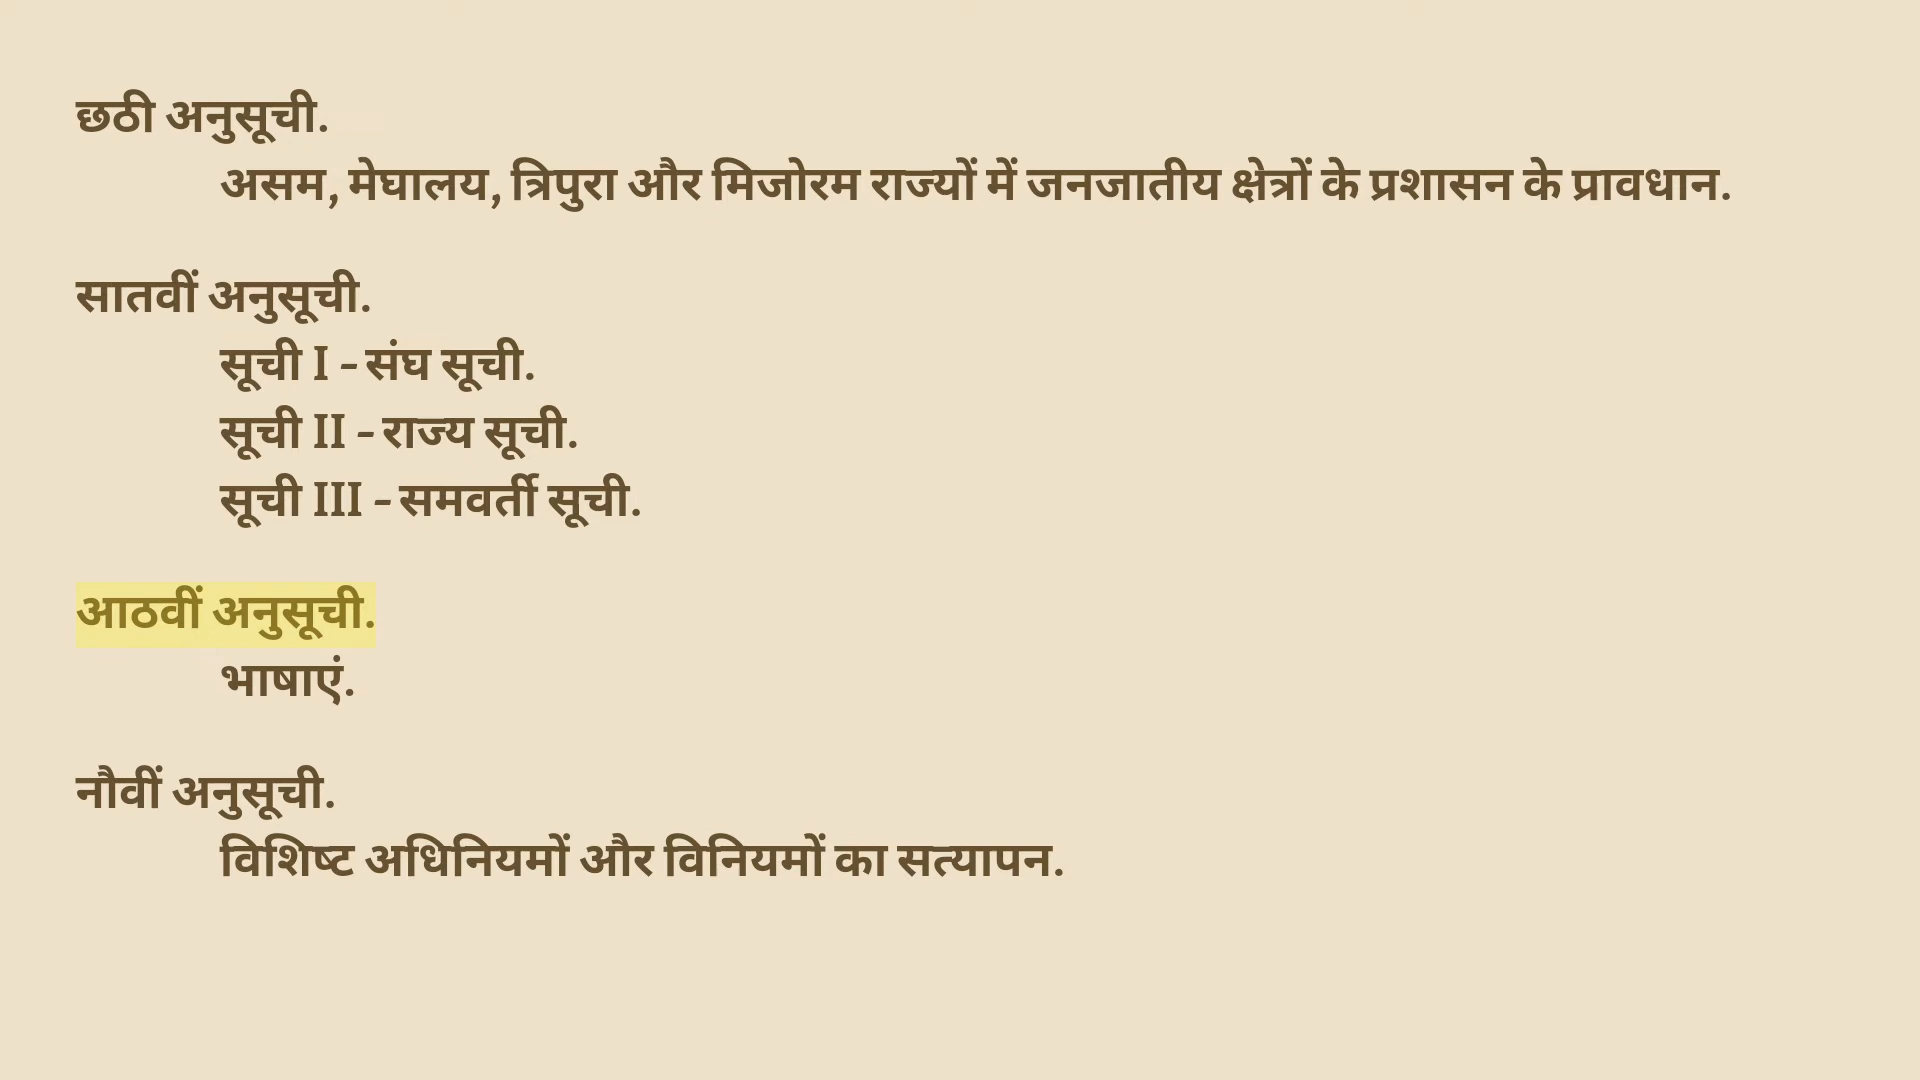 छठी अनुसूची.
असम, मेघालय, त्रिपुरा और मिजोरम राज्यों में जनजातीय क्षेत्रों के प्रशासन के प्रावधान.
सातवीं अनुसूची.
सूची I – संघ सूची.
सूची II – राज्य सूची.
सूची III – समवर्ती सूची.
आठवीं अनुसूची.
भाषाएं.
नौवीं अनुसूची.
विशिष्ट अधिनियमों और विनियमों का सत्यापन.